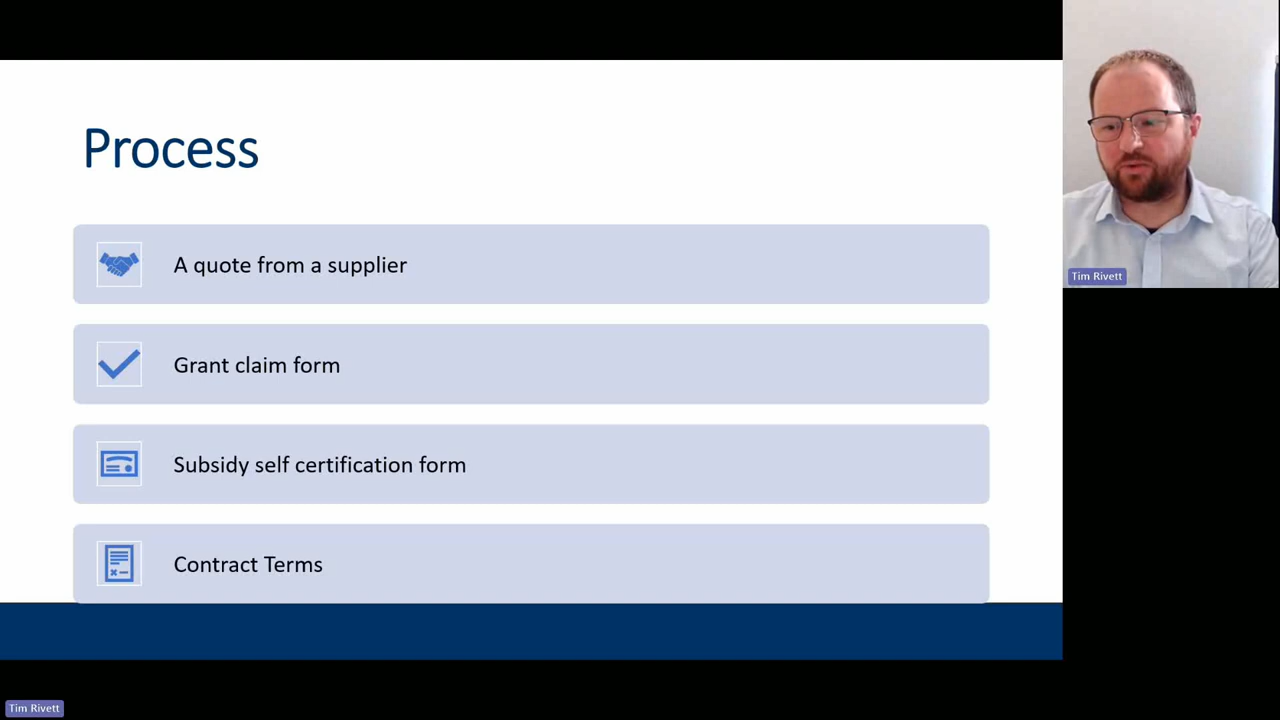 Process
A quote from a supplier
Grant claim form
Subsidy self certification form
Contract Terms
Tim Rivett
Tim Rivett